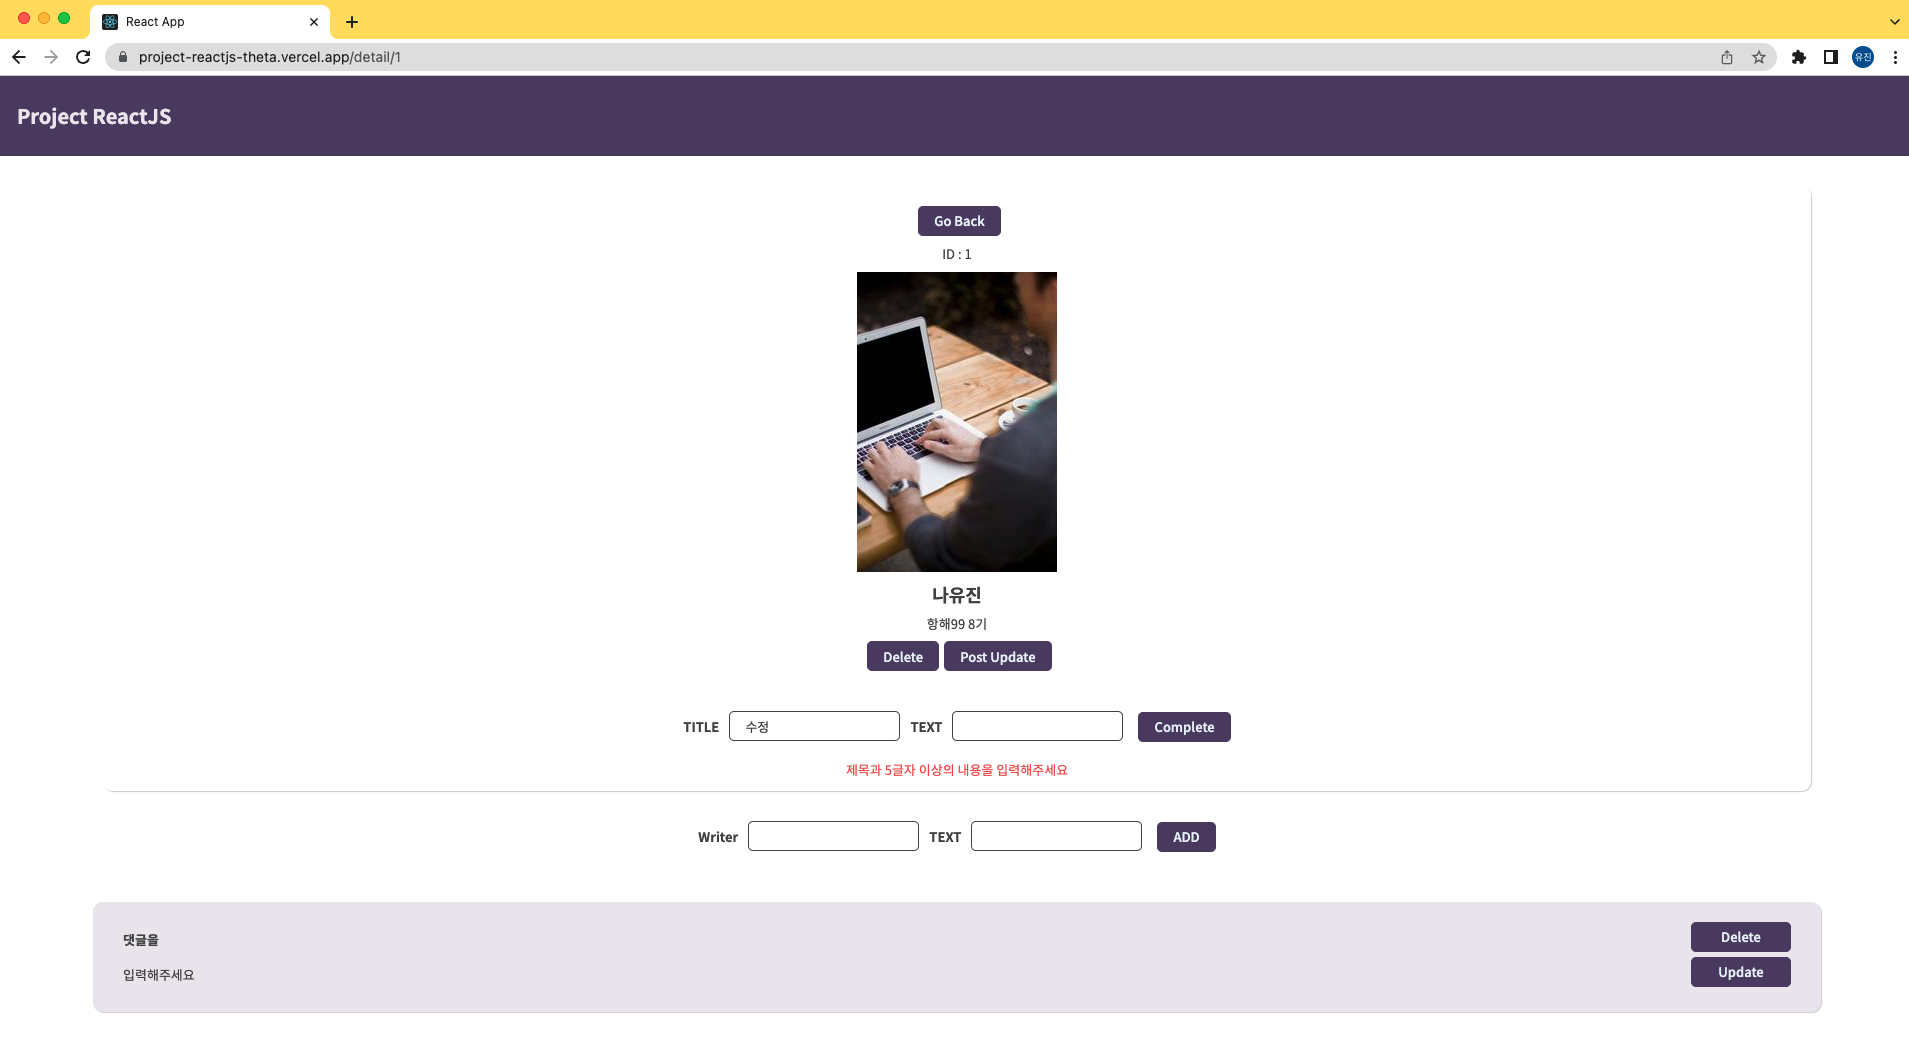 React App
project-reactjs-theta.vercel.app/detail/1
유진
Project ReactJS
Go Back
ID : 1
나유진
항해99 8기
Delete Post Update
TITLE 수정 TEXT Complete
제목과 5글자 이상의 내용을 입력해주세요
Writer TEXT ADD
댓글을
Delete
입력해주세요
Update